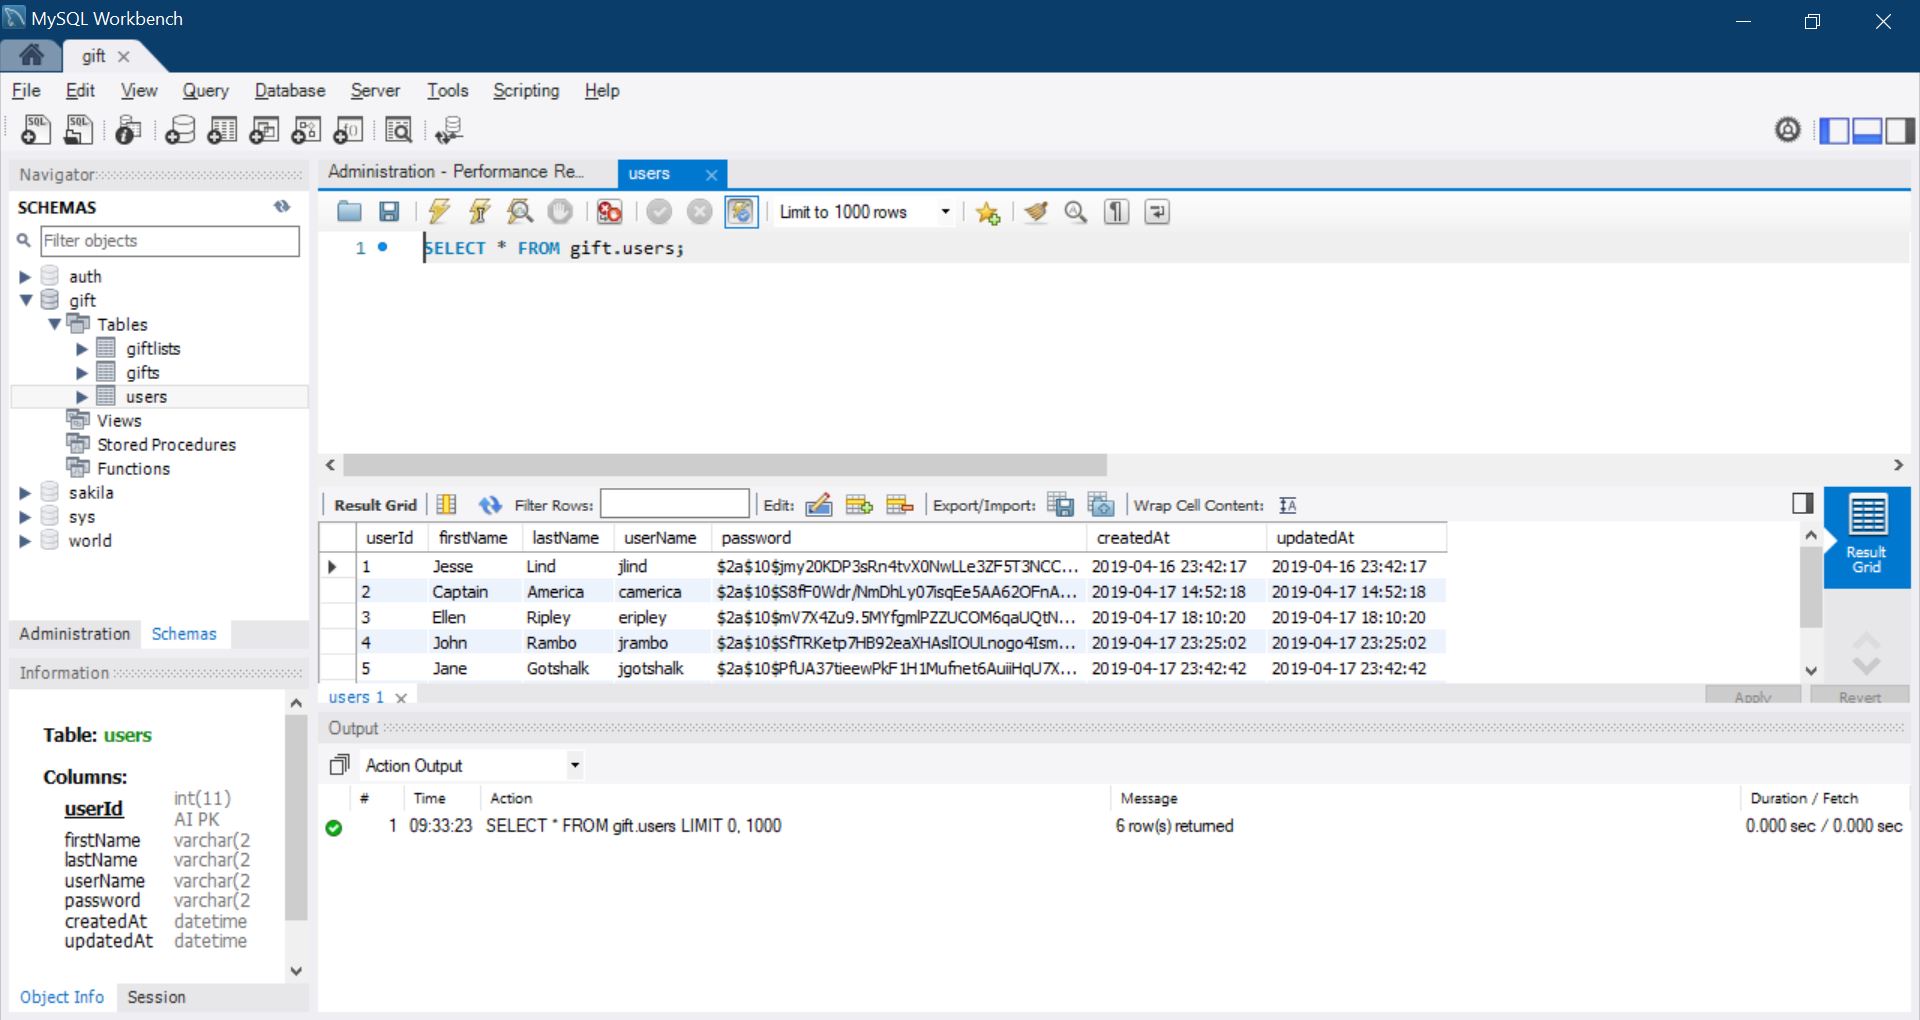 MySQL Workbench
gift
File Edit View Query Database Server Tools Scripting Help
Navigator
SCHEMAS
Filter objects
auth
gift
Tables
giftlists
gifts
users
Views
Stored Procedures
Functions
sakila
sys
world
Administration Schemas
Information
Table: users
Columns:
userId int(11) AI PK
firstName varchar(2
lastName varchar(2
userName varchar(2
password varchar(2
createdAt datetime
updatedAt datetime
Object Info Session
Administration - Performance Re... users
Limit to 1000 rows
1 SELECT * FROM gift.users;
Result Grid Filter Rows: Edit: Export/Import: Wrap Cell Content:
userId firstName lastName userName password createdAt updatedAt
1 Jesse Lind jlind $2a$10$jmy20KDP3sRn4tvX0NwLLe3ZF5T3NCC... 2019-04-16 23:42:17 2019-04-16 23:42:17
2 Captain America camerica $2a$10$S8fF0Wdr/NmDhLy07isqEe5AA62OFnA... 2019-04-17 14:52:18 2019-04-17 14:52:18
3 Ellen Ripley eripley $2a$10$mV7X4Zu9.5MYfgmlPZZUCOM6qaUQtN... 2019-04-17 18:10:20 2019-04-17 18:10:20
4 John Rambo jrambo $2a$10$SfTRKetp7HB92eaXHAslIOULnogo4Ism... 2019-04-17 23:25:02 2019-04-17 23:25:02
5 Jane Gotshalk jgotshalk $2a$10$PfUA37tieewPkF1H1Mufnet6AuiiHqU7X... 2019-04-17 23:42:42 2019-04-17 23:42:42
Result
Grid
users 1
Apply Revert
Output
Action Output
# Time Action Message Duration / Fetch
1 09:33:23 SELECT * FROM gift.users LIMIT 0, 1000 6 row(s) returned 0.000 sec / 0.000 sec